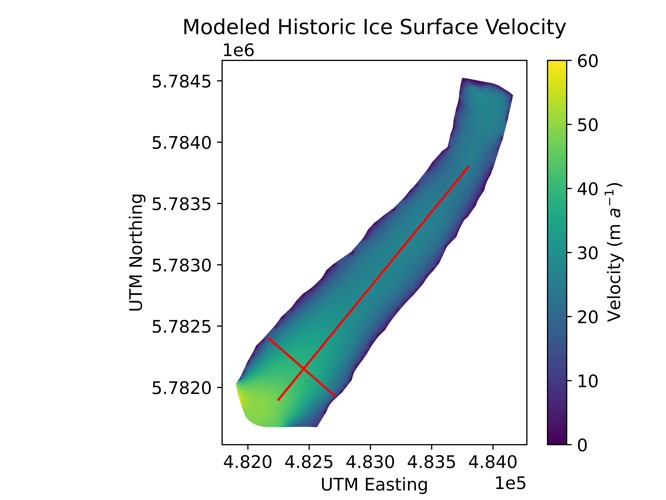 Modeled Historic Ice Surface Velocity
1e6
5.7845
5.7840
5.7835
5.7830
5.7825
5.7820
UTM Northing
4.820 4.825 4.830 4.835 4.840
1e5
UTM Easting
60
50
40
30
20
10
0
Velocity (m a⁻¹)